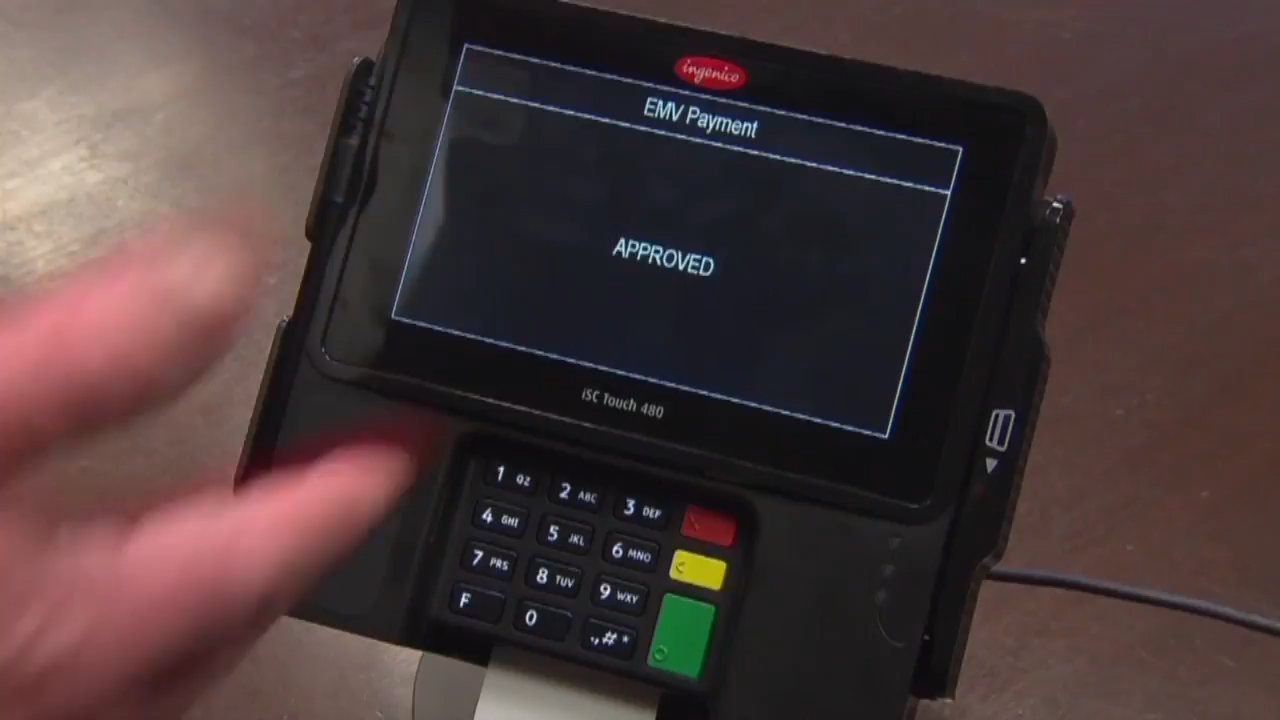 ingenico
EMV Payment
APPROVED
iSC Touch 480
1 QZ 2 ABC 3 DEF
4 GHI 5 JKL 6 MNO
7 PRS 8 TUV 9 WXY
F 0 .,#*